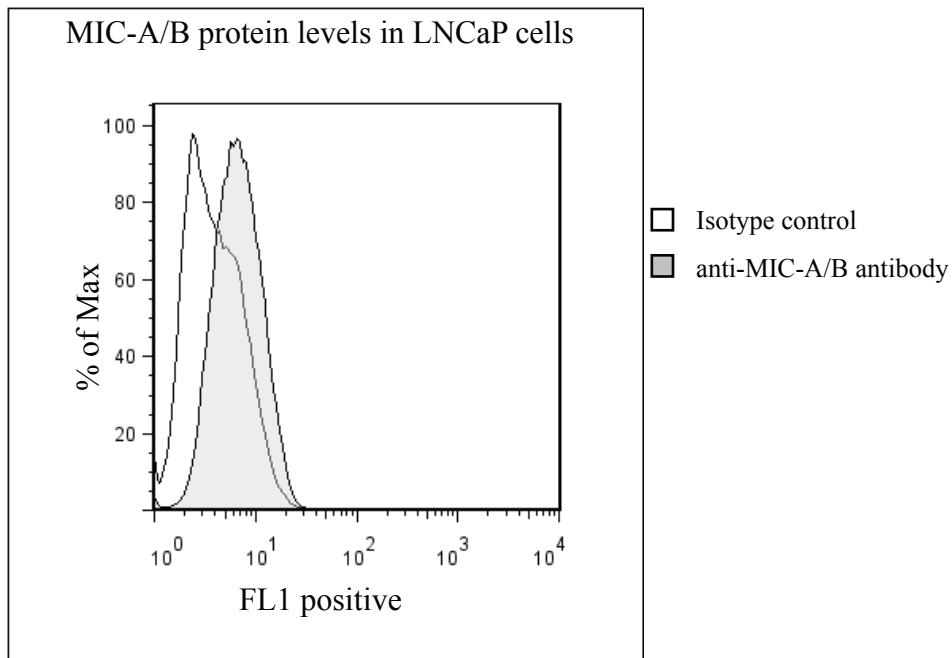 MIC-A/B protein levels in LNCaP cells
100
80
60
40
20
% of Max
10^0 10^1 10^2 10^3 10^4
FL1 positive
Isotype control
anti-MIC-A/B antibody